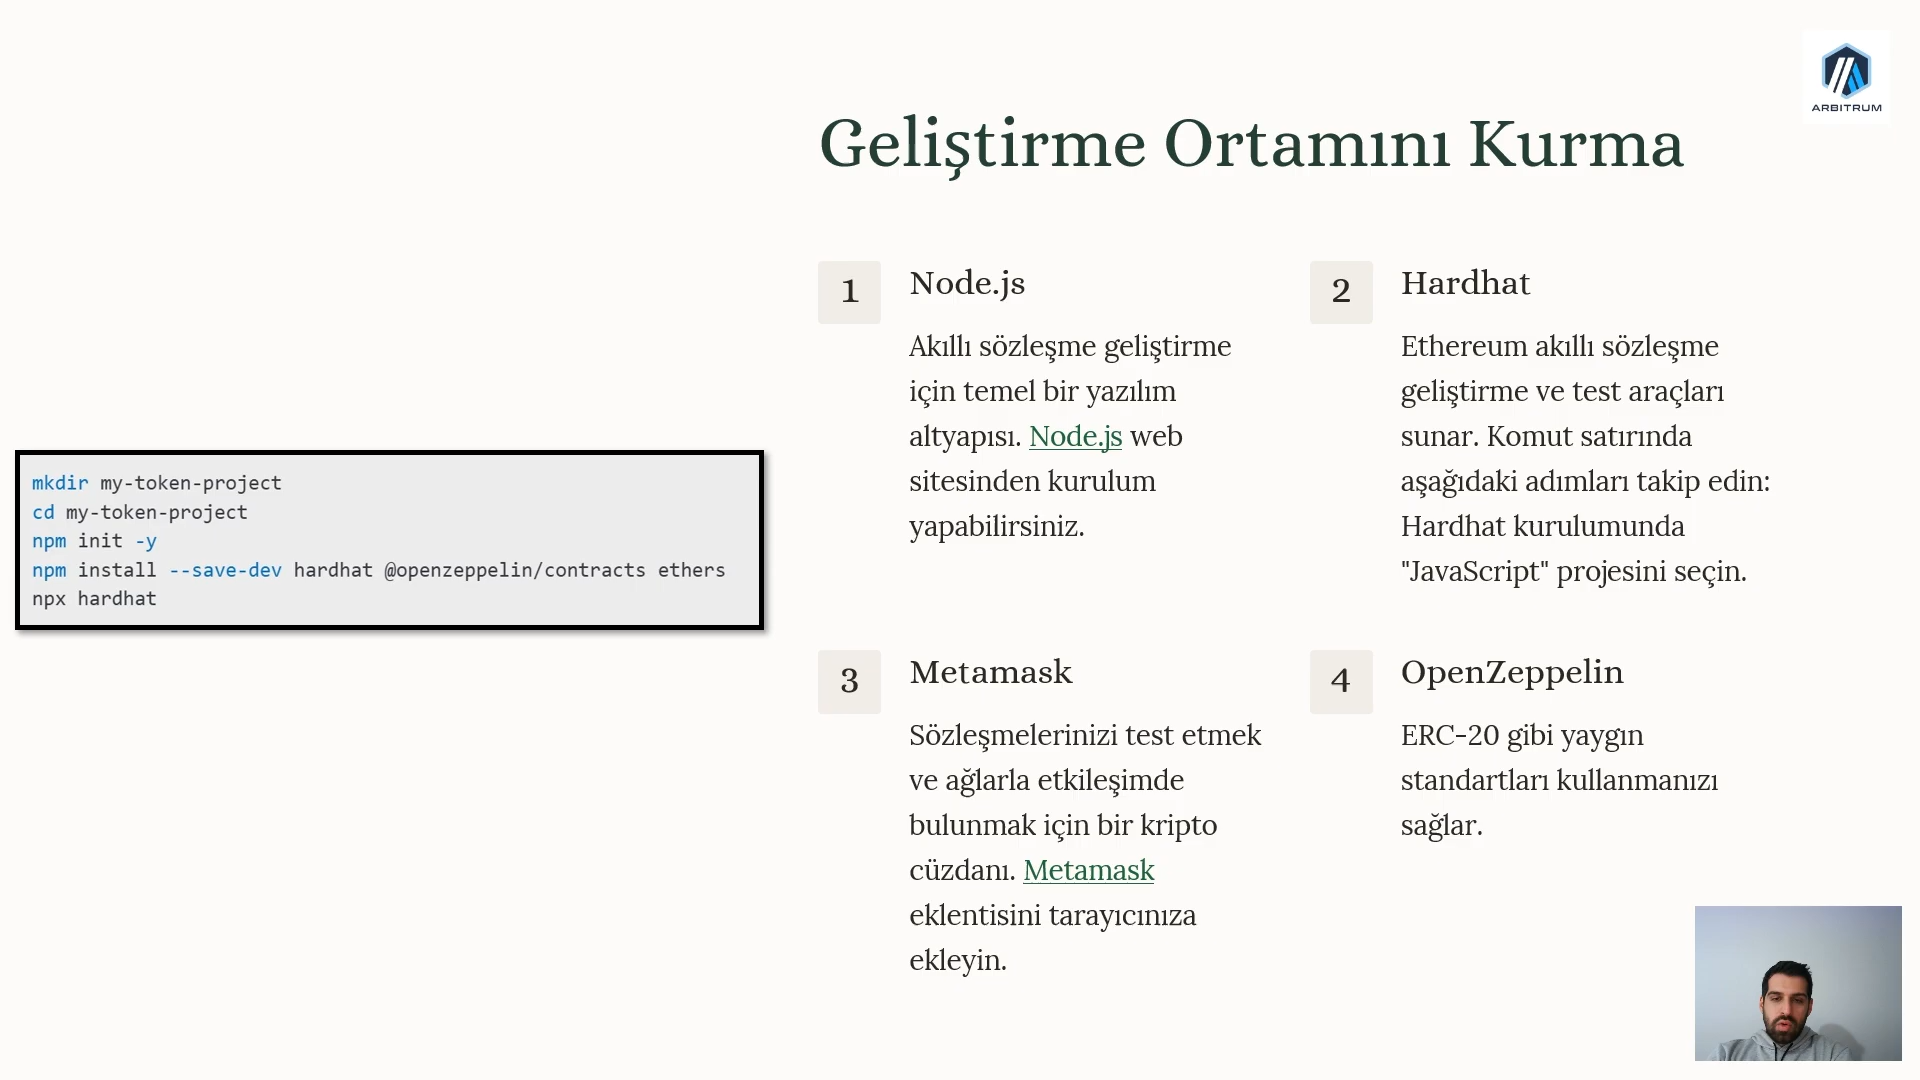 ARBITRUM
Geliştirme Ortamını Kurma
mkdir my-token-project
cd my-token-project
npm init -y
npm install --save-dev hardhat @openzeppelin/contracts ethers
npx hardhat
1
Node.js
Akıllı sözleşme geliştirme
için temel bir yazılım
altyapısı. Node.js web
sitesinden kurulum
yapabilirsiniz.
2
Hardhat
Ethereum akıllı sözleşme
geliştirme ve test araçları
sunar. Komut satırında
aşağıdaki adımları takip edin:
Hardhat kurulumunda
"JavaScript" projesini seçin.
3
Metamask
Sözleşmelerinizi test etmek
ve ağlarla etkileşimde
bulunmak için bir kripto
cüzdanı. Metamask
eklentisini tarayıcınıza
ekleyin.
4
OpenZeppelin
ERC-20 gibi yaygın
standartları kullanmanızı
sağlar.